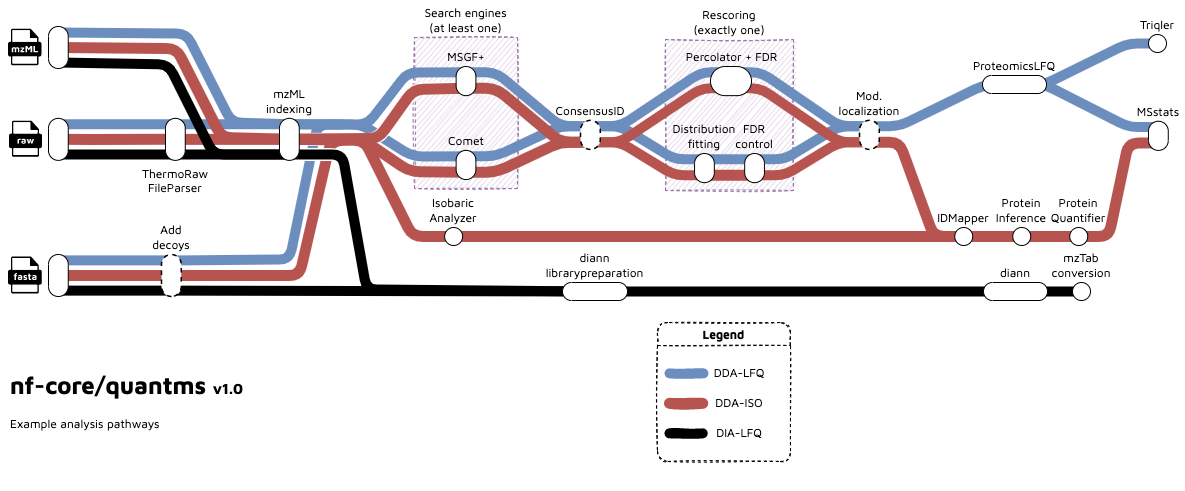 Search engines
(at least one)
Rescoring
(exactly one)
Triqler
mzML
MSGF+
Percolator + FDR
ProteomicsLFQ
mzML
indexing
ConsensusID
Mod.
localization
MSstats
raw
Comet
Distribution
fitting
FDR
control
ThermoRaw
FileParser
Isobaric
Analyzer
IDMapper
Protein
Inference
Protein
Quantifier
Add
decoys
fasta
diann
librarypreparation
diann
mzTab
conversion
Legend
DDA-LFQ
DDA-ISO
DIA-LFQ
nf-core/quantms v1.0
Example analysis pathways